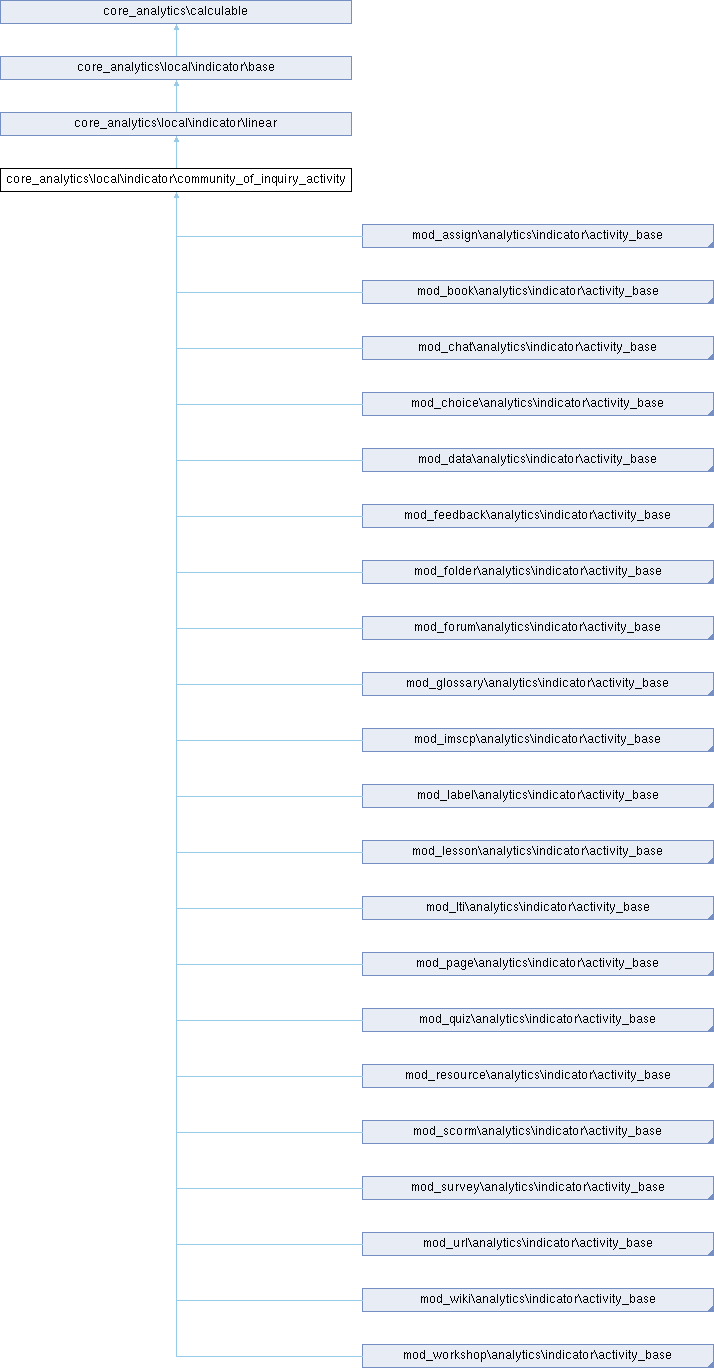 core_analytics\calculable
core_analytics\local\indicator\base
core_analytics\local\indicator\linear
core_analytics\local\indicator\community_of_inquiry_activity
mod_assign\analytics\indicator\activity_base
mod_book\analytics\indicator\activity_base
mod_chat\analytics\indicator\activity_base
mod_choice\analytics\indicator\activity_base
mod_data\analytics\indicator\activity_base
mod_feedback\analytics\indicator\activity_base
mod_folder\analytics\indicator\activity_base
mod_forum\analytics\indicator\activity_base
mod_glossary\analytics\indicator\activity_base
mod_imscp\analytics\indicator\activity_base
mod_label\analytics\indicator\activity_base
mod_lesson\analytics\indicator\activity_base
mod_lti\analytics\indicator\activity_base
mod_page\analytics\indicator\activity_base
mod_quiz\analytics\indicator\activity_base
mod_resource\analytics\indicator\activity_base
mod_scorm\analytics\indicator\activity_base
mod_survey\analytics\indicator\activity_base
mod_url\analytics\indicator\activity_base
mod_wiki\analytics\indicator\activity_base
mod_workshop\analytics\indicator\activity_base